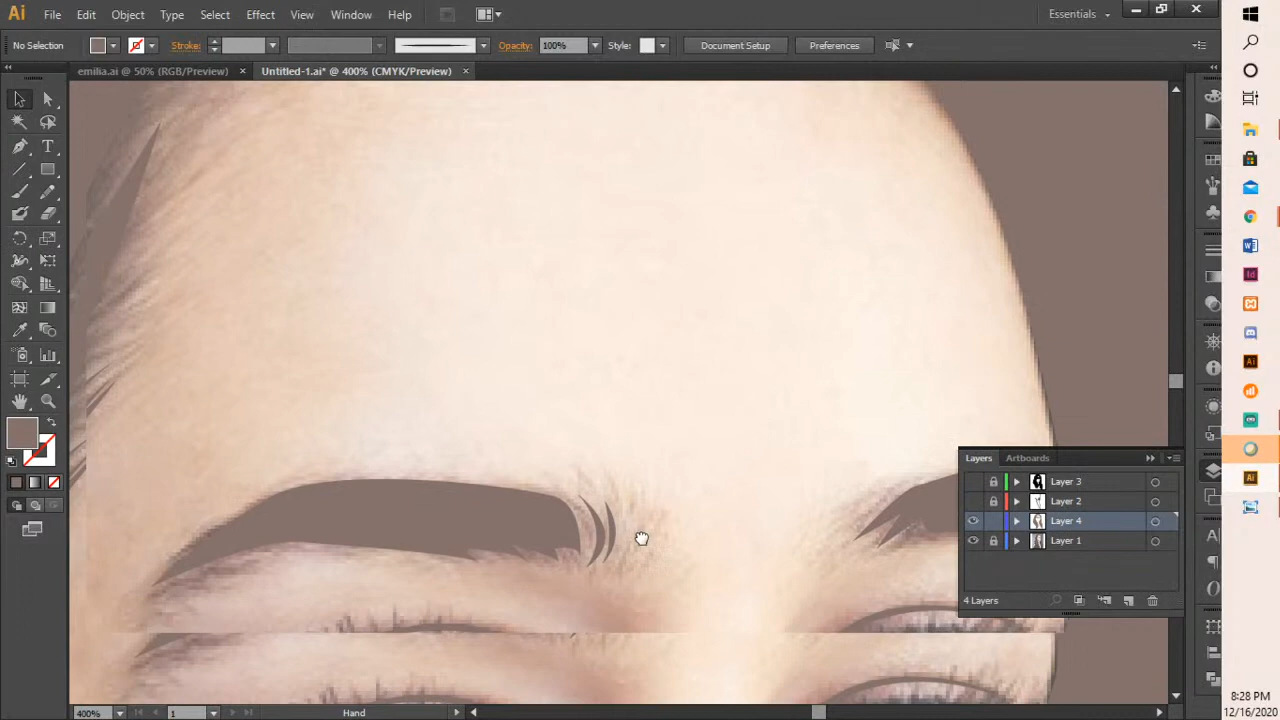 Ai File Edit Object Type Select Effect View Window Help Essentials
No Selection Stroke: Opacity: 100% Style: Document Setup Preferences
emilia.ai @ 50% (RGB/Preview) × Untitled-1.ai* @ 400% (CMYK/Preview) ×
Layers Artboards
Layer 3
Layer 2
Layer 4
Layer 1
4 Layers
400% 1 Hand
8:28 PM
12/16/2020